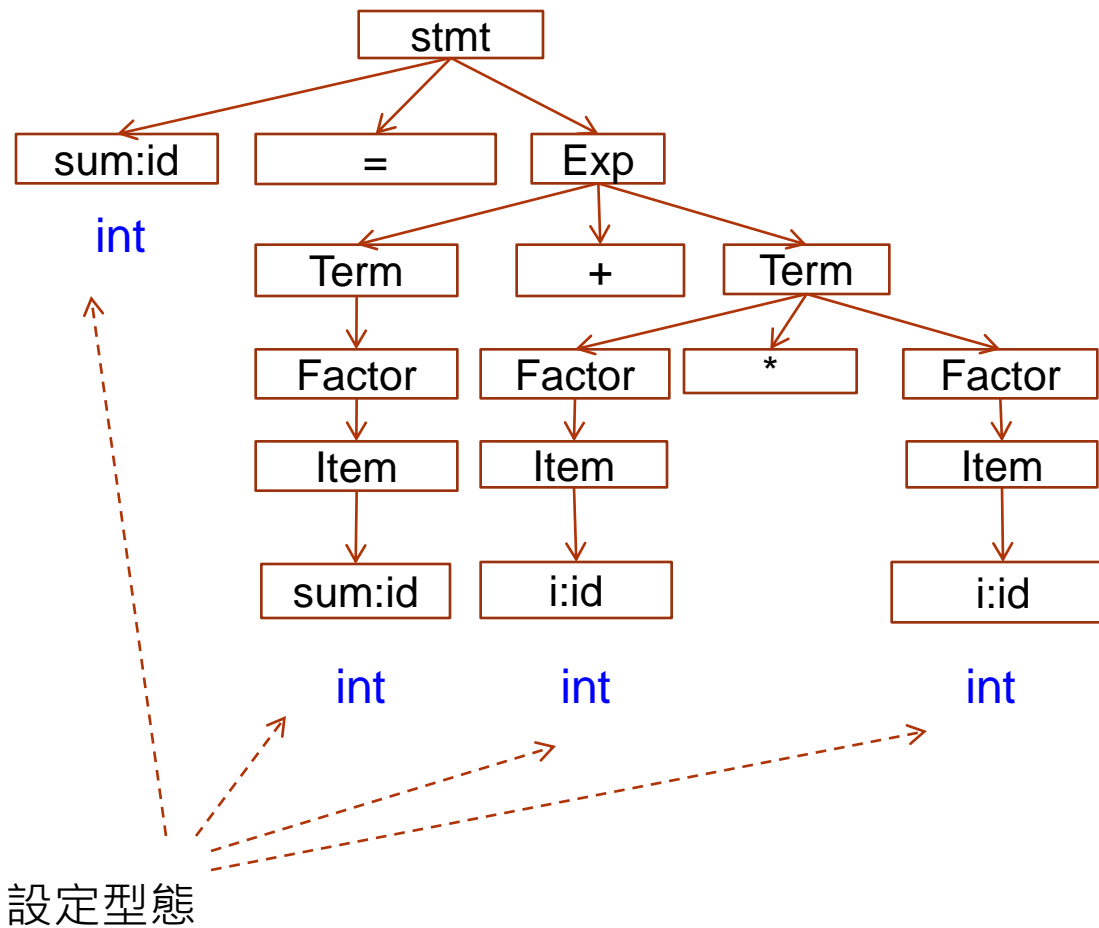 stmt
sum:id
=
Exp
int
Term
+
Term
Factor
Factor
*
Factor
Item
Item
Item
sum:id
i:id
i:id
int
int
int
設定型態